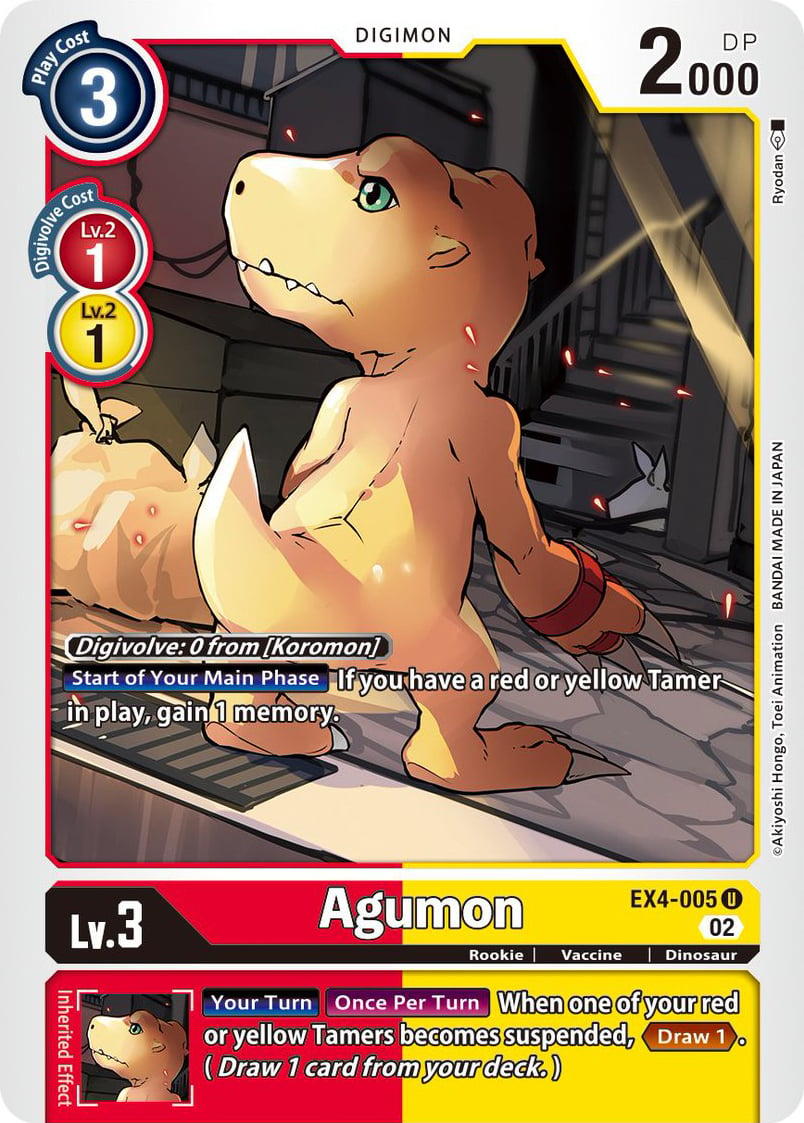 DIGIMON
Play Cost
3
2000
DP
Digivolve Cost
Lv.2
1
Lv.2
1
Ryodan
Digivolve: 0 from [Koromon]
Start of Your Main Phase If you have a red or yellow Tamer
in play, gain 1 memory.
©Akiyoshi Hongo, Toei Animation BANDAI MADE IN JAPAN
Lv.3
Agumon
EX4-005 U
02
Rookie | Vaccine | Dinosaur
Inherited Effect
Your Turn Once Per Turn When one of your red
or yellow Tamers becomes suspended, Draw 1.
(Draw 1 card from your deck.)